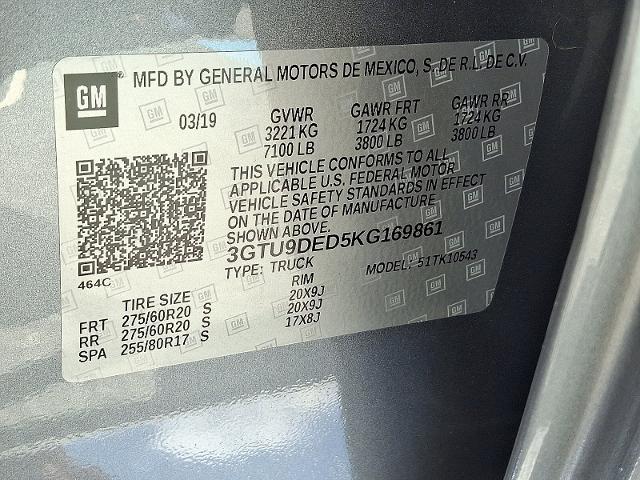 GM
MFD BY GENERAL MOTORS DE MEXICO, S. DE R.L. DE C.V.
03/19 GVWR GAWR FRT GAWR RR
3221 KG 1724 KG 1724 KG
7100 LB 3800 LB 3800 LB
THIS VEHICLE CONFORMS TO ALL
APPLICABLE U.S. FEDERAL MOTOR
VEHICLE SAFETY STANDARDS IN EFFECT
ON THE DATE OF MANUFACTURE
SHOWN ABOVE.
3GTU9DED5KG169861
464C TYPE: TRUCK MODEL: 51TK10543
TIRE SIZE RIM
FRT 275/60R20 S 20X9J
RR 275/60R20 S 20X9J
SPA 255/80R17 S 17X8J